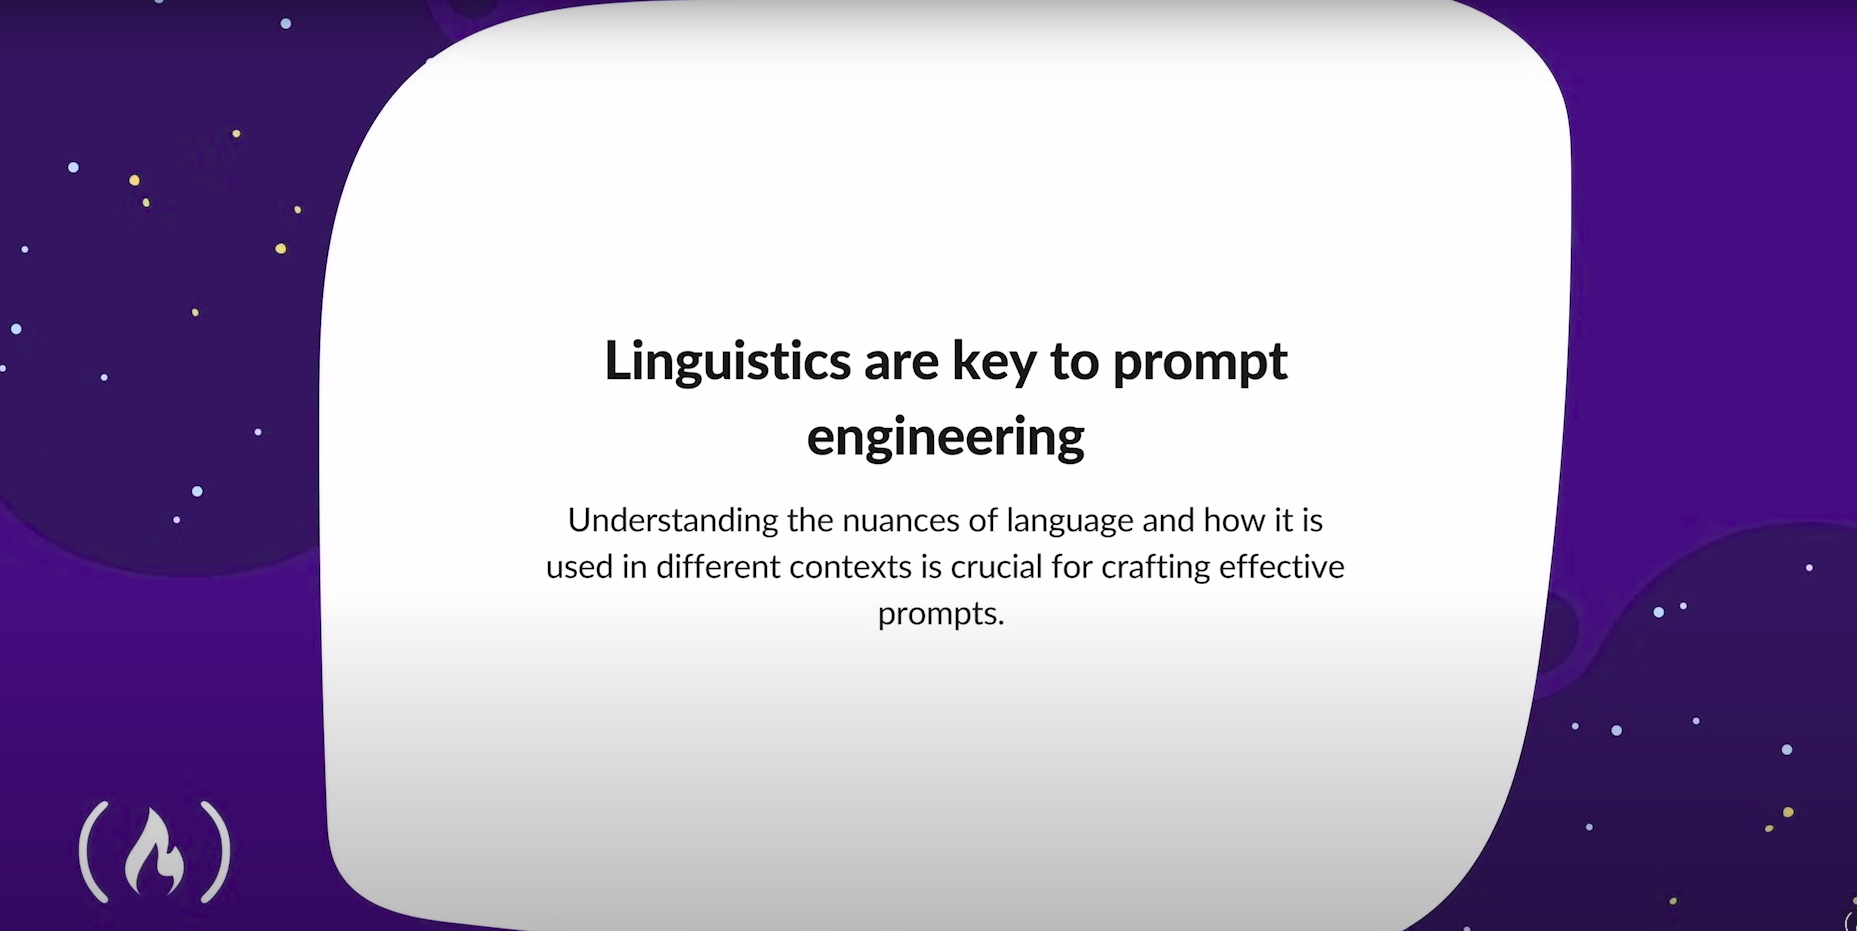 Linguistics are key to prompt
engineering
Understanding the nuances of language and how it is
used in different contexts is crucial for crafting effective
prompts.